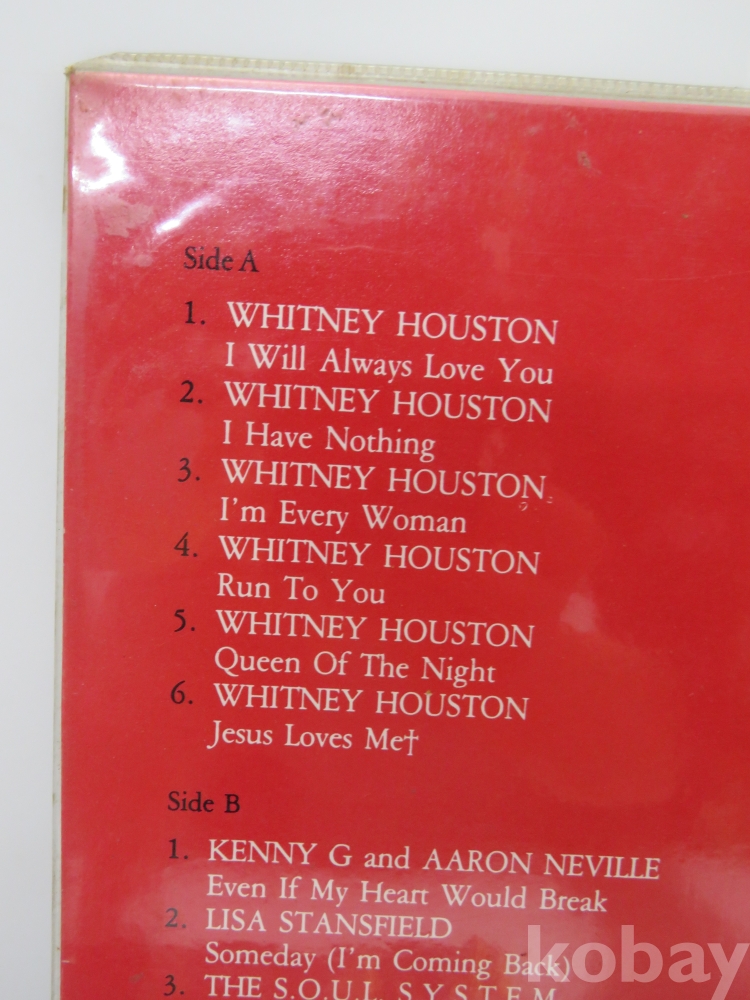 Side A
1. WHITNEY HOUSTON
I Will Always Love You
2. WHITNEY HOUSTON
I Have Nothing
3. WHITNEY HOUSTON
I'm Every Woman
4. WHITNEY HOUSTON
Run To You
5. WHITNEY HOUSTON
Queen Of The Night
6. WHITNEY HOUSTON
Jesus Loves Me†
Side B
1. KENNY G and AARON NEVILLE
Even If My Heart Would Break
2. LISA STANSFIELD
Someday (I'm Coming Back)
3. THE S.O.U.L. S.Y.S.T.E.M.
kobay